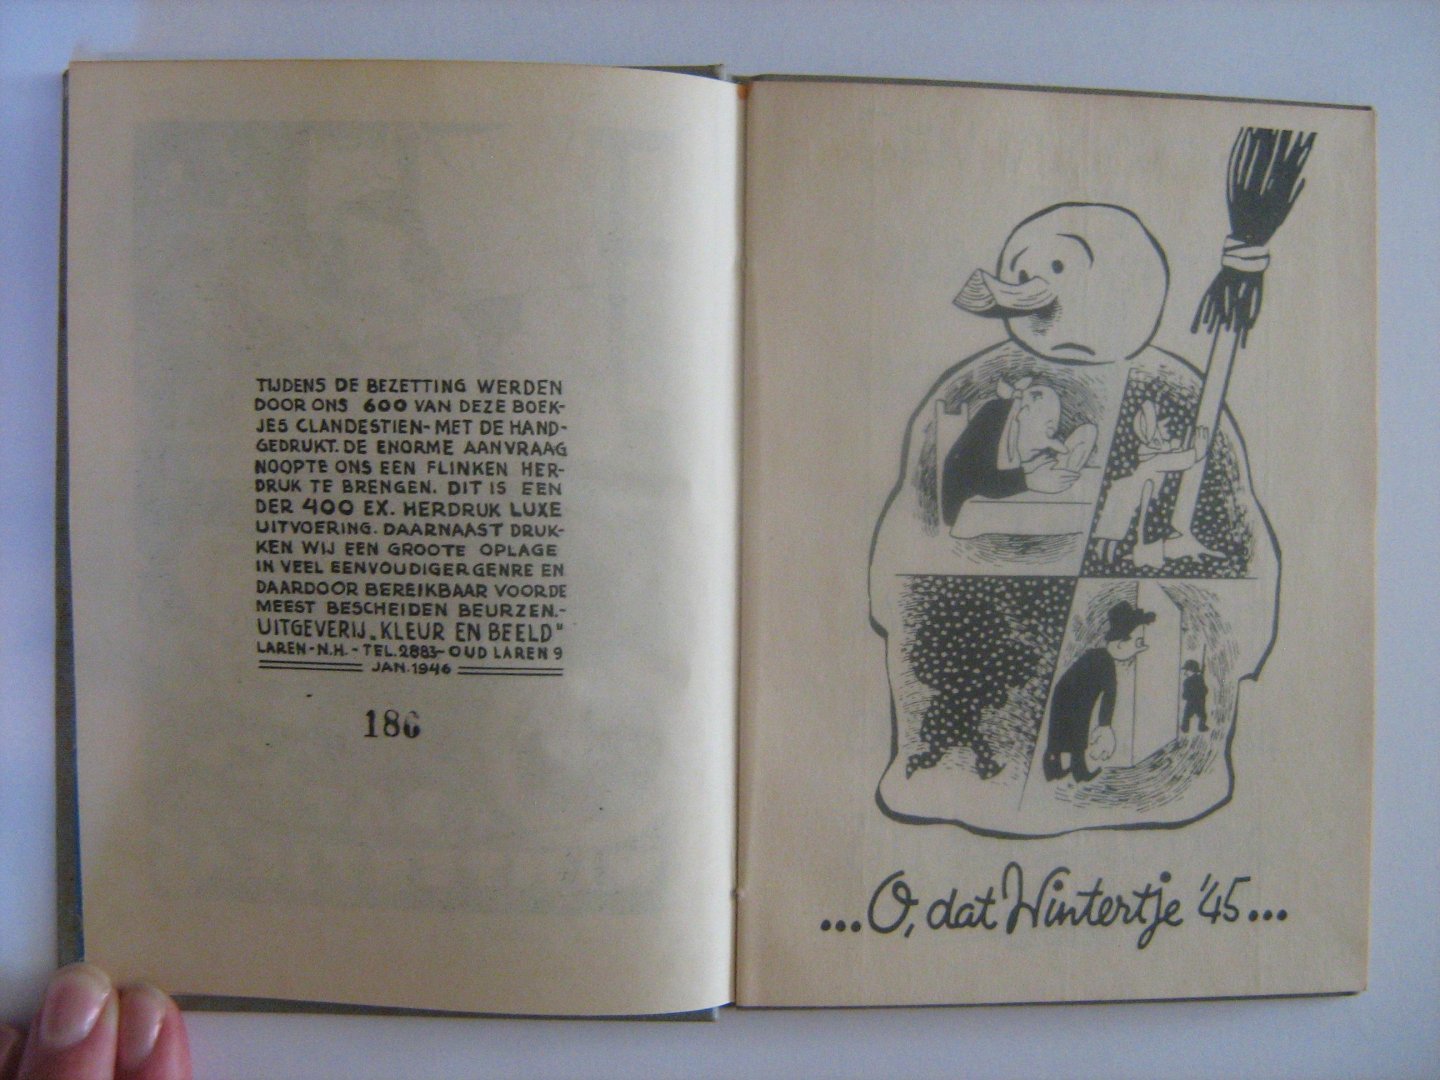 TIJDENS DE BEZETTING WERDEN
DOOR ONS 600 VAN DEZE BOEK-
JES CLANDESTIEN- MET DE HAND-
GEDRUKT. DE ENORME AANVRAAG
NOOPTE ONS EEN FLINKEN HER-
DRUK TE BRENGEN. DIT IS EEN
DER 400 EX. HERDRUK LUXE
UITVOERING. DAARNAAST DRUK-
KEN WIJ EEN GROOTE OPLAGE
IN VEEL EENVOUDIGER GENRE EN
DAARDOOR BEREIKBAAR VOOR DE
MEEST BESCHEIDEN BEURZEN.-
UITGEVERIJ „KLEUR EN BEELD"
LAREN - N.H. - TEL. 2883- OUD LAREN 9
JAN. 1946
186
...O, dat Wintertje '45...